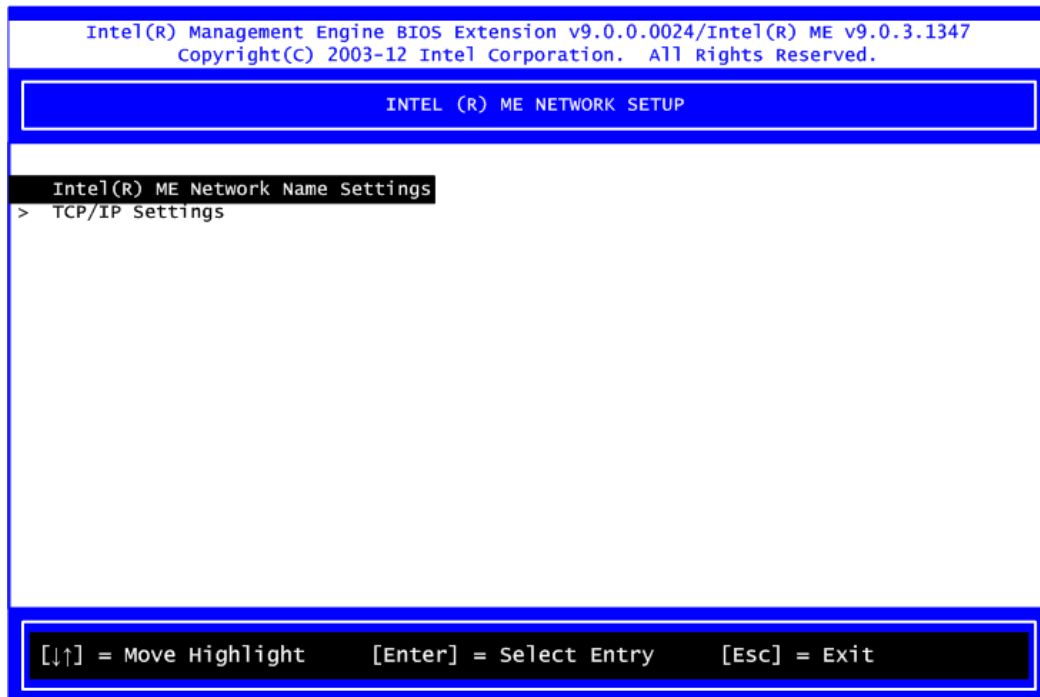 Intel(R) Management Engine BIOS Extension v9.0.0.0024/Intel(R) ME v9.0.3.1347
Copyright(C) 2003-12 Intel Corporation.  All Rights Reserved.
INTEL (R) ME NETWORK SETUP
Intel(R) ME Network Name Settings
> TCP/IP Settings
[↓↑] = Move Highlight [Enter] = Select Entry [Esc] = Exit